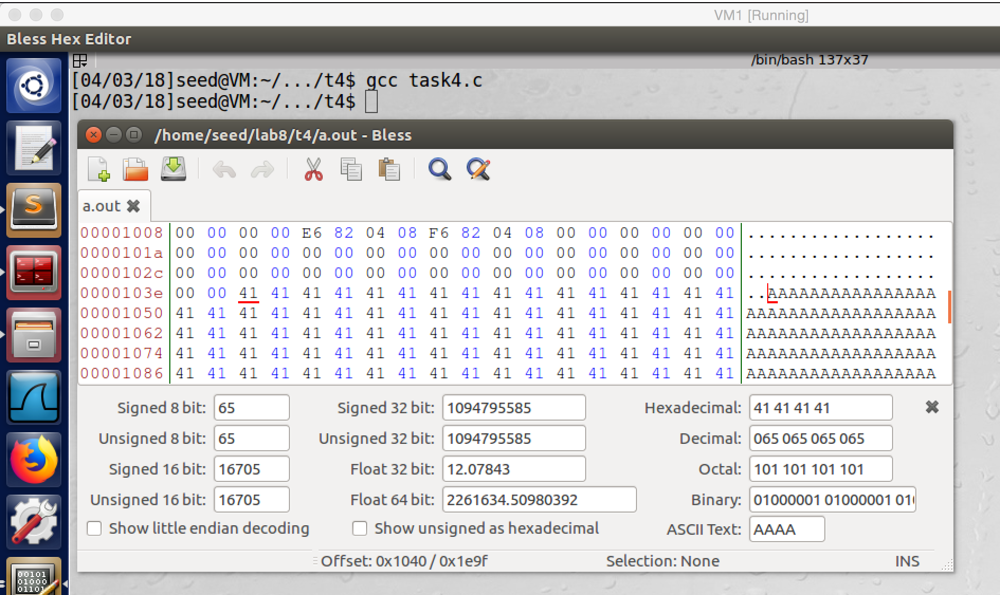 VM1 [Running]
Bless Hex Editor
/bin/bash 137x37
[04/03/18]seed@VM:~/.../t4$ gcc task4.c
[04/03/18]seed@VM:~/.../t4$
/home/seed/lab8/t4/a.out - Bless
a.out
00001008 00 00 00 00 E6 82 04 08 F6 82 04 08 00 00 00 00 00 00 ..................
0000101a 00 00 00 00 00 00 00 00 00 00 00 00 00 00 00 00 00 00 ..................
0000102c 00 00 00 00 00 00 00 00 00 00 00 00 00 00 00 00 00 00 ..................
0000103e 00 00 41 41 41 41 41 41 41 41 41 41 41 41 41 41 41 41 ..AAAAAAAAAAAAAAAA
00001050 41 41 41 41 41 41 41 41 41 41 41 41 41 41 41 41 41 41 AAAAAAAAAAAAAAAAAA
00001062 41 41 41 41 41 41 41 41 41 41 41 41 41 41 41 41 41 41 AAAAAAAAAAAAAAAAAA
00001074 41 41 41 41 41 41 41 41 41 41 41 41 41 41 41 41 41 41 AAAAAAAAAAAAAAAAAA
00001086 41 41 41 41 41 41 41 41 41 41 41 41 41 41 41 41 41 41 AAAAAAAAAAAAAAAAAA
Signed 8 bit: 65 Signed 32 bit: 1094795585 Hexadecimal: 41 41 41 41
Unsigned 8 bit: 65 Unsigned 32 bit: 1094795585 Decimal: 065 065 065 065
Signed 16 bit: 16705 Float 32 bit: 12.07843 Octal: 101 101 101 101
Unsigned 16 bit: 16705 Float 64 bit: 2261634.50980392 Binary: 01000001 01000001 01
Show little endian decoding Show unsigned as hexadecimal ASCII Text: AAAA
Offset: 0x1040 / 0x1e9f Selection: None INS
S
00101
01000
01101